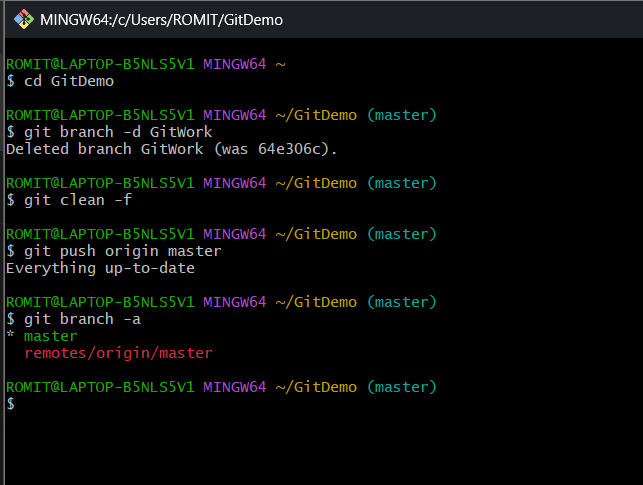 MINGW64:/c/Users/ROMIT/GitDemo
ROMIT@LAPTOP-B5NLS5V1 MINGW64 ~
$ cd GitDemo
ROMIT@LAPTOP-B5NLS5V1 MINGW64 ~/GitDemo (master)
$ git branch -d GitWork
Deleted branch GitWork (was 64e306c).
ROMIT@LAPTOP-B5NLS5V1 MINGW64 ~/GitDemo (master)
$ git clean -f
ROMIT@LAPTOP-B5NLS5V1 MINGW64 ~/GitDemo (master)
$ git push origin master
Everything up-to-date
ROMIT@LAPTOP-B5NLS5V1 MINGW64 ~/GitDemo (master)
$ git branch -a
* master
remotes/origin/master
ROMIT@LAPTOP-B5NLS5V1 MINGW64 ~/GitDemo (master)
$